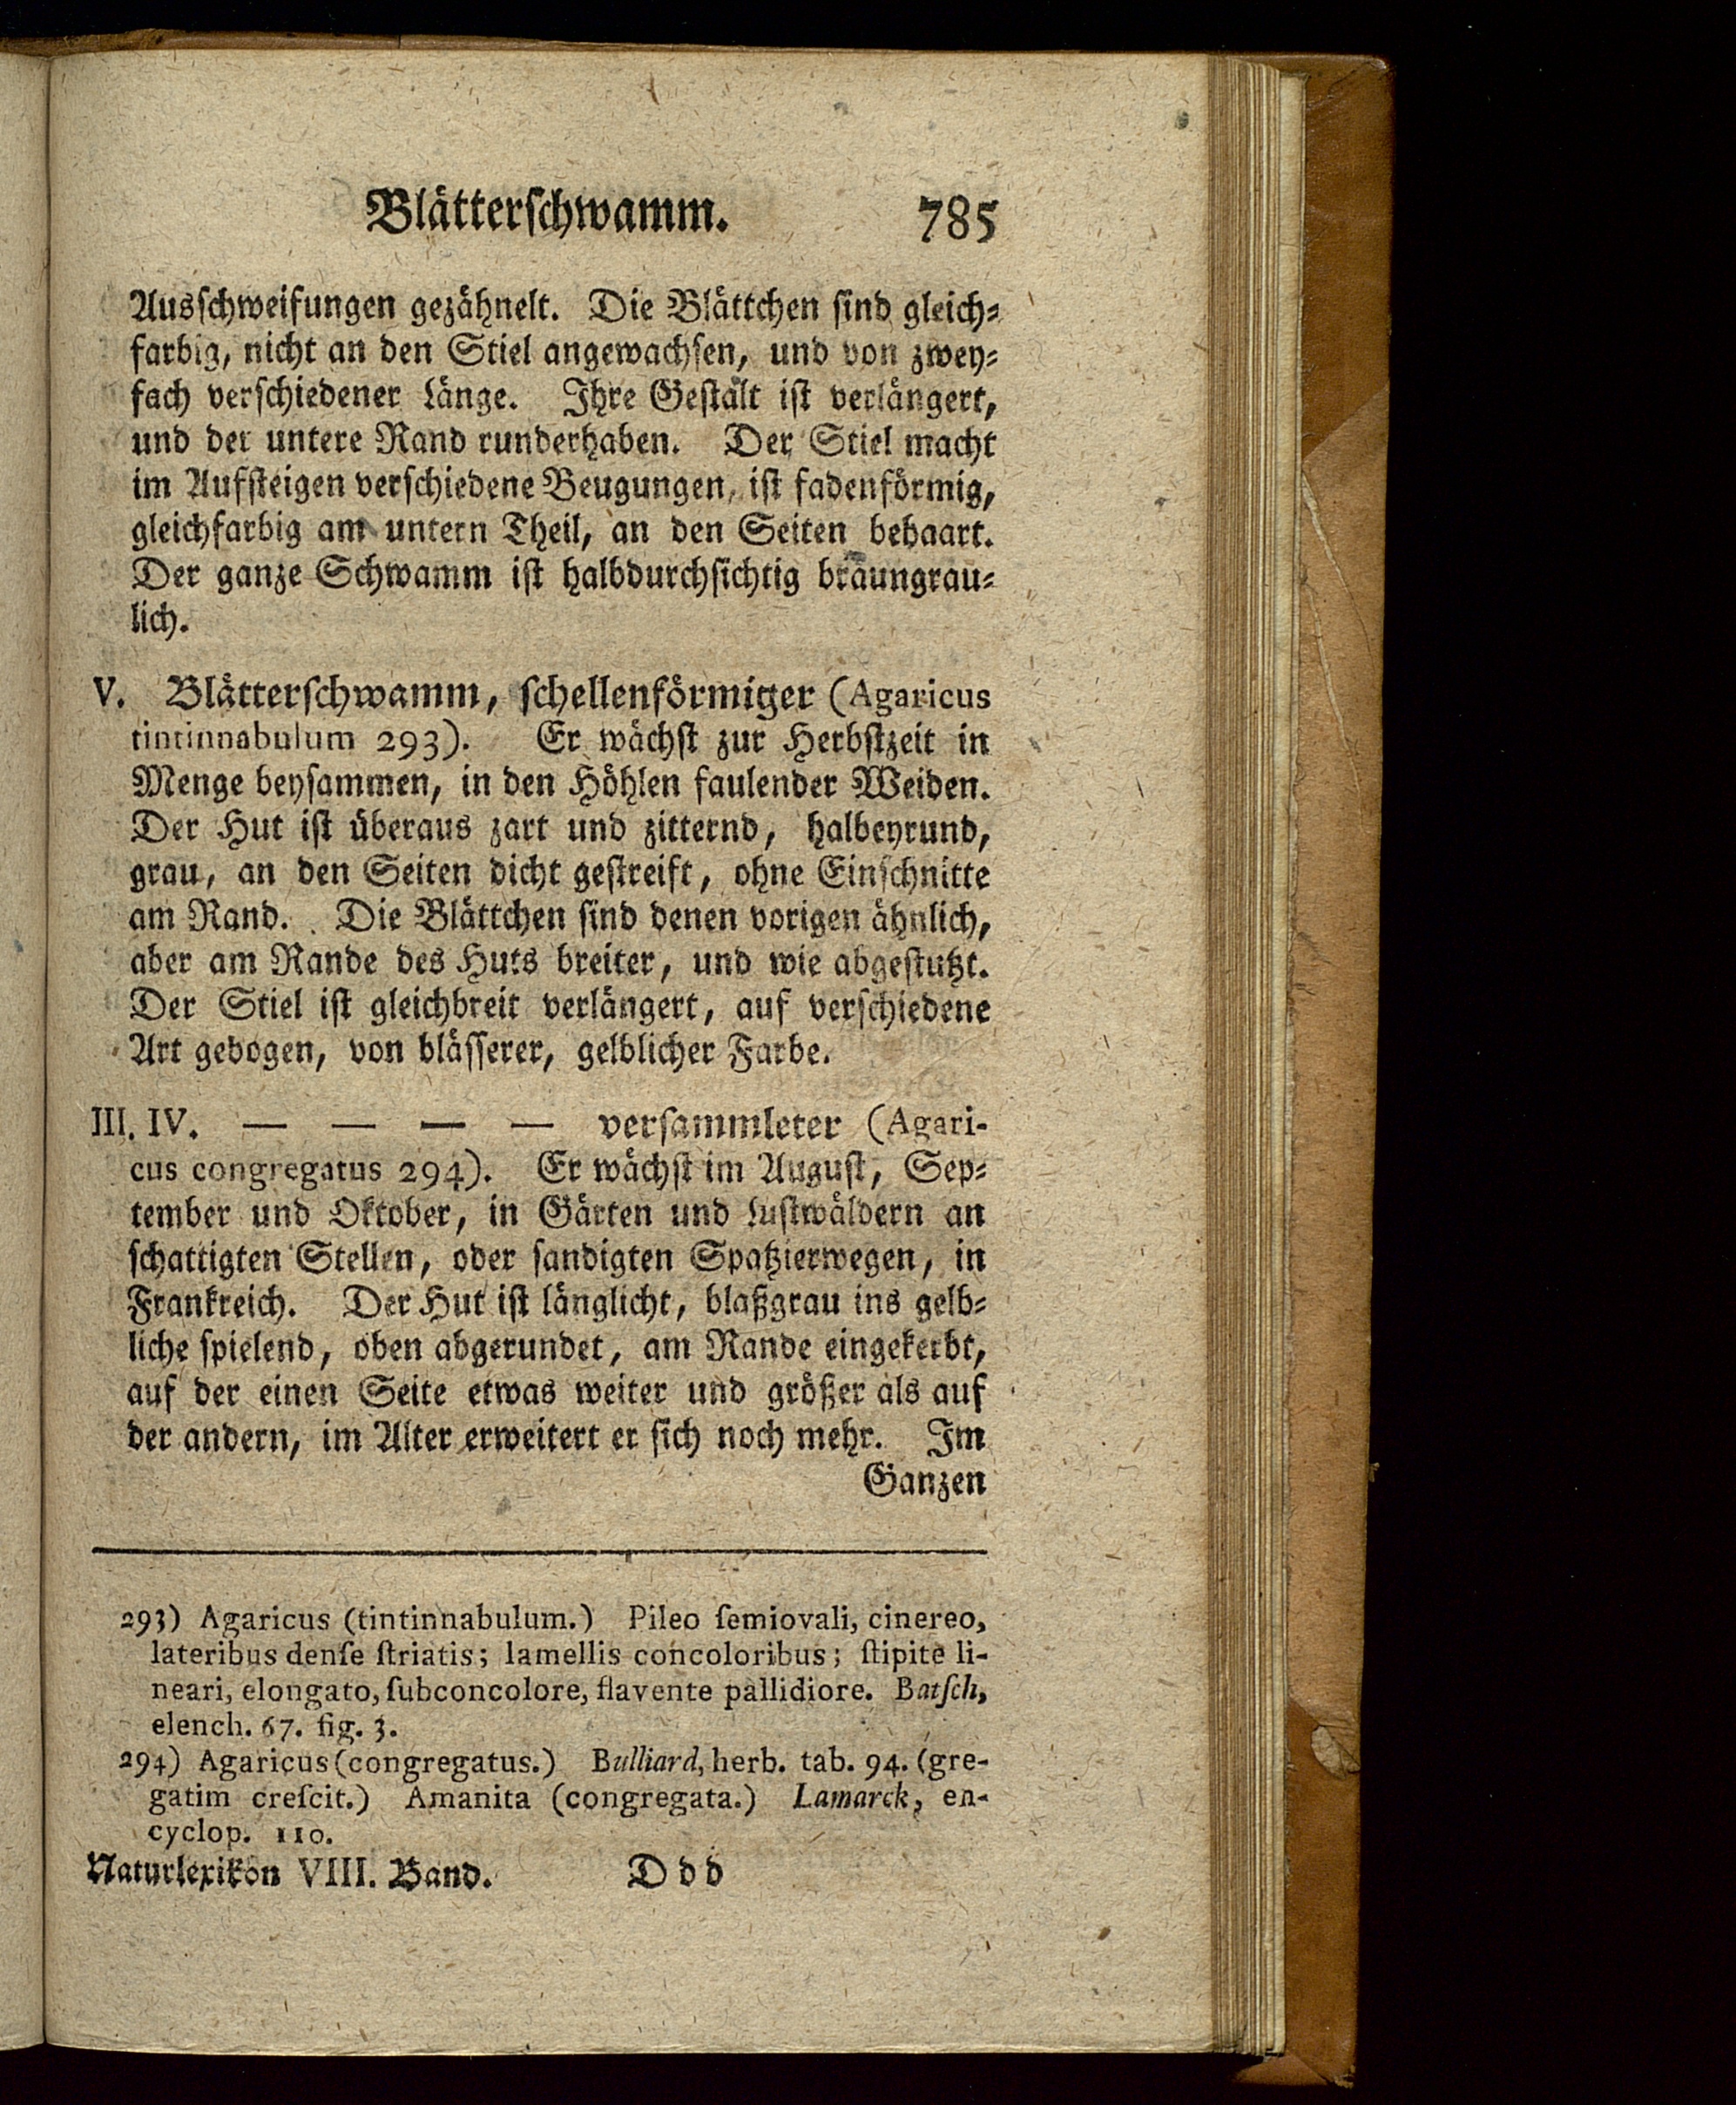 Blätterschwamm. 785
Ausschweifungen gezähnelt. Die Blättchen sind gleich-
farbig, nicht an den Stiel angewachsen, und von zwey-
fach verschiedener Länge. Ihre Gestalt ist verlängert,
und der untere Rand runderhaben. Der Stiel macht
im Aufsteigen verschiedene Beugungen, ist fadenförmig,
gleichfarbig am untern Theil, an den Seiten behaart.
Der ganze Schwamm ist halbdurchsichtig braungrau-
lich.
V. Blätterschwamm, schellenförmiger (Agaricus
tintinnabulum 293). Er wächst zur Herbstzeit in
Menge beysammen, in den Höhlen faulender Weiden.
Der Hut ist überaus zart und zitternd, halbeyrund,
grau, an den Seiten dicht gestreift, ohne Einschnitte
am Rand. Die Blättchen sind denen vorigen ähnlich,
aber am Rande des Huts breiter, und wie abgestutzt.
Der Stiel ist gleichbreit verlängert, auf verschiedene
Art gebogen, von blässerer, gelblicher Farbe.
III. IV. — — — — versammleter (Agari-
cus congregatus 294). Er wächst im August, Sep-
tember und Oktober, in Gärten und Lustwäldern an
schattigten Stellen, oder sandigten Spatzierwegen, in
Frankreich. Der Hut ist länglicht, blaßgrau ins gelb-
liche spielend, oben abgerundet, am Rande eingekerbt,
auf der einen Seite etwas weiter und größer als auf
der andern, im Alter erweitert er sich noch mehr. Im
Ganzen
293) Agaricus (tintinnabulum.) Pileo ſemiovali, cinereo,
lateribus denſe ſtriatis; lamellis concoloribus; ſtipite li-
neari, elongato, ſubconcolore, flavente pallidiore. Batſch,
elench. 67. fig. 3.
294) Agaricus (congregatus.) Bulliard, herb. tab. 94. (gre-
gatim creſcit.) Amanita (congregata.) Lamarck, en-
cyclop. 110.
Naturlexikon VIII. Band. Ddd